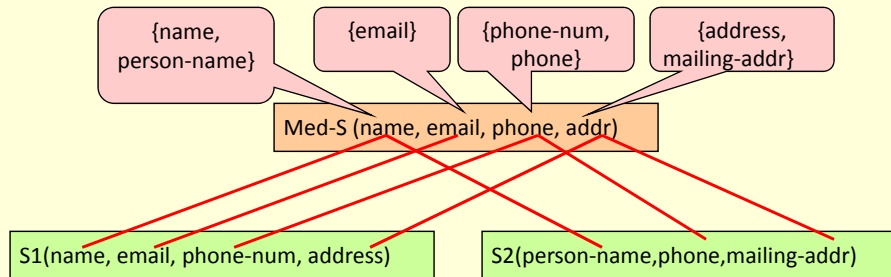 {name,
person-name}
{email}
{phone-num,
phone}
{address,
mailing-addr}
Med-S (name, email, phone, addr)
S1(name, email, phone-num, address)
S2(person-name,phone,mailing-addr)